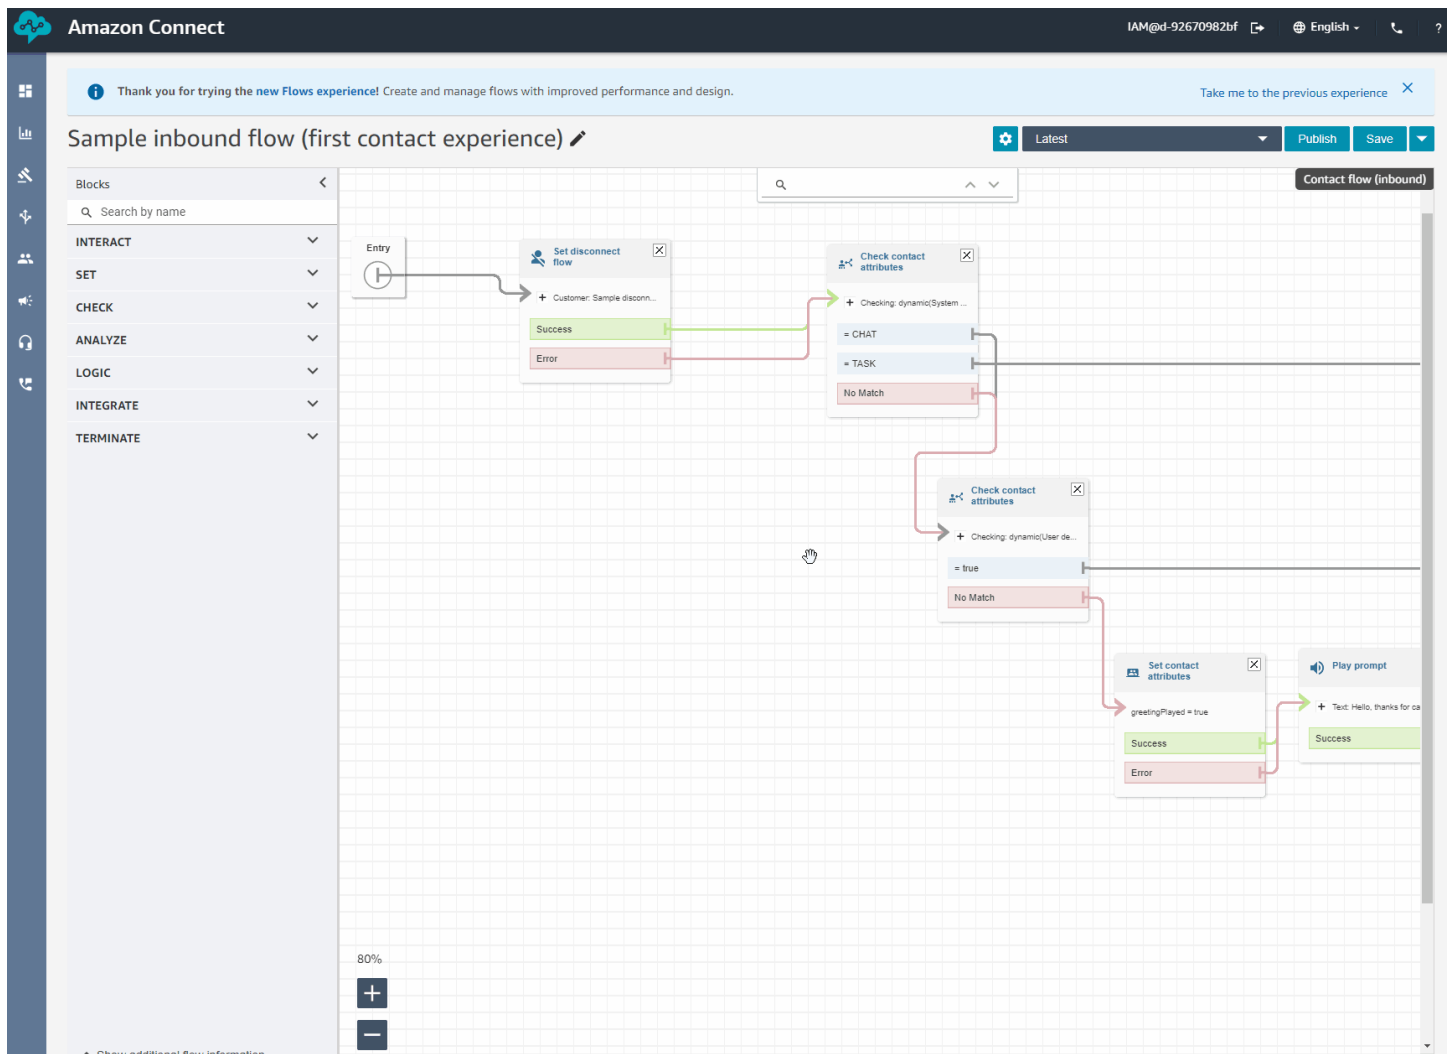 Amazon Connect
IAM@d-92670982bf
English
?
Thank you for trying the new Flows experience! Create and manage flows with improved performance and design.
Take me to the previous experience
Sample inbound flow (first contact experience)
Latest
Publish
Save
Blocks
Contact flow (inbound)
Search by name
INTERACT
SET
CHECK
ANALYZE
LOGIC
INTEGRATE
TERMINATE
Entry
Set disconnect
flow
+ Customer: Sample disconn...
Success
Error
Check contact
attributes
+ Checking: dynamic(System ...
= CHAT
= TASK
No Match
Check contact
attributes
+ Checking: dynamic(User de...
= true
No Match
Set contact
attributes
greetingPlayed = true
Success
Error
Play prompt
+ Text: Hello, thanks for ca
Success
80%
Show additional flow information